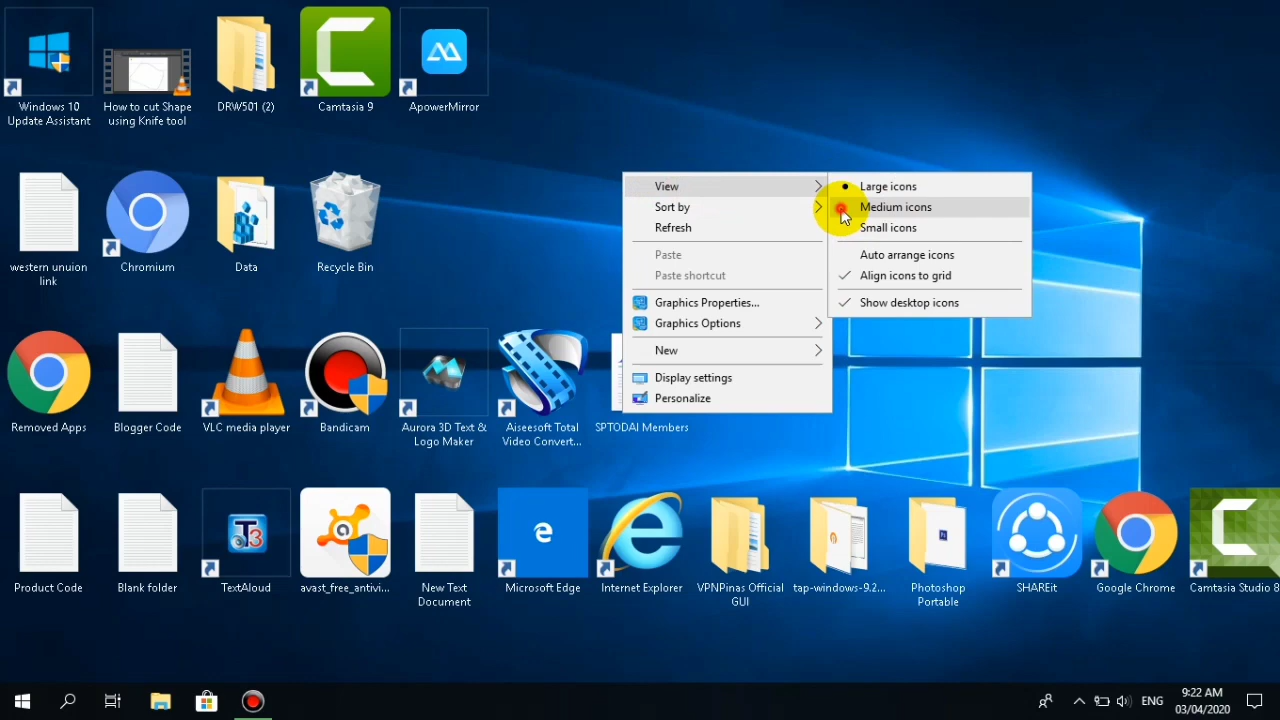 Windows 10
Update Assistant
How to cut Shape
using Knife tool
DRW501 (2)
Camtasia 9
ApowerMirror
western unuion
link
Chromium
Data
Recycle Bin
View
Sort by
Refresh
Paste
Paste shortcut
Graphics Properties...
Graphics Options
New
Display settings
Personalize
Large icons
Medium icons
Small icons
Auto arrange icons
Align icons to grid
Show desktop icons
Removed Apps
Blogger Code
VLC media player
Bandicam
Aurora 3D Text &
Logo Maker
Aiseesoft Total
Video Convert...
SPTODAI Members
Product Code
Blank folder
TextAloud
avast_free_antivi...
New Text
Document
Microsoft Edge
Internet Explorer
VPNPinas Official
GUI
tap-windows-9.2...
Photoshop
Portable
SHAREit
Google Chrome
Camtasia Studio 8
ENG
9:22 AM
03/04/2020